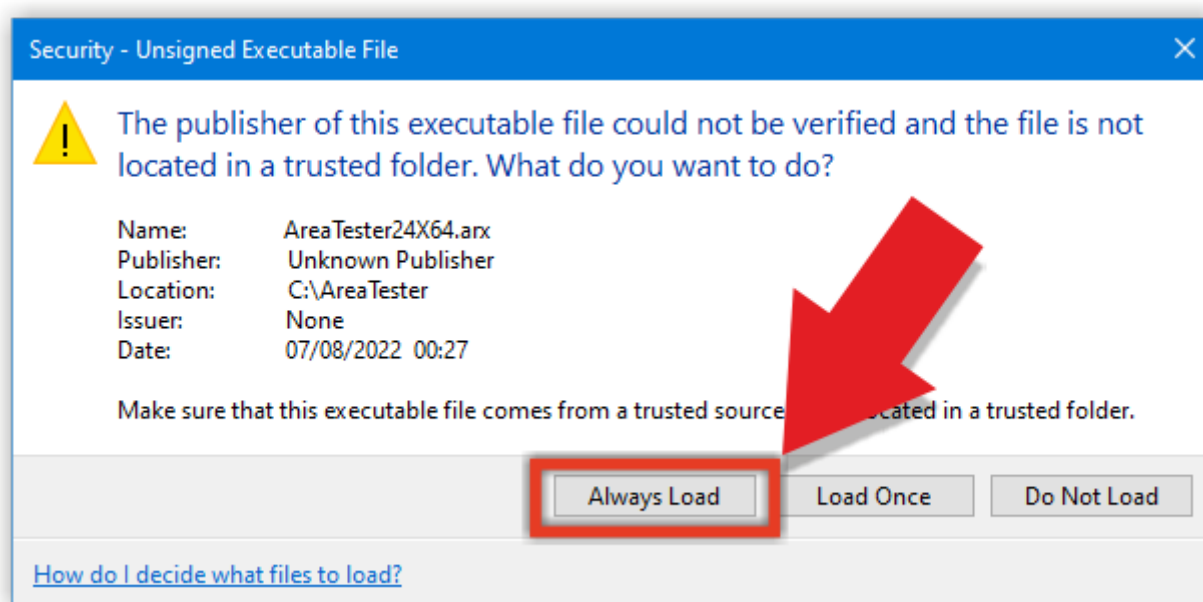 Security - Unsigned Executable File
The publisher of this executable file could not be verified and the file is not
located in a trusted folder. What do you want to do?
Name: AreaTester24X64.arx
Publisher: Unknown Publisher
Location: C:\AreaTester
Issuer: None
Date: 07/08/2022 00:27
Make sure that this executable file comes from a trusted source located in a trusted folder.
Always Load Load Once Do Not Load
How do I decide what files to load?